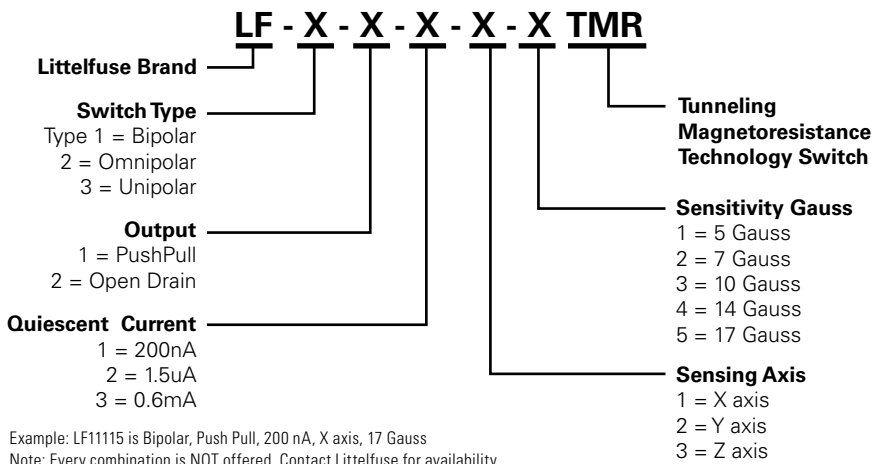 LF - X - X - X - X - X TMR
Littelfuse Brand
Switch Type
Type 1 = Bipolar
2 = Omnipolar
3 = Unipolar
Output
1 = PushPull
2 = Open Drain
Quiescent Current
1 = 200nA
2 = 1.5uA
3 = 0.6mA
Tunneling
Magnetoresistance
Technology Switch
Sensitivity Gauss
1 = 5 Gauss
2 = 7 Gauss
3 = 10 Gauss
4 = 14 Gauss
5 = 17 Gauss
Sensing Axis
1 = X axis
2 = Y axis
3 = Z axis
Example: LF11115 is Bipolar, Push Pull, 200 nA, X axis, 17 Gauss
Note: Every combination is NOT offered. Contact Littelfuse for availability